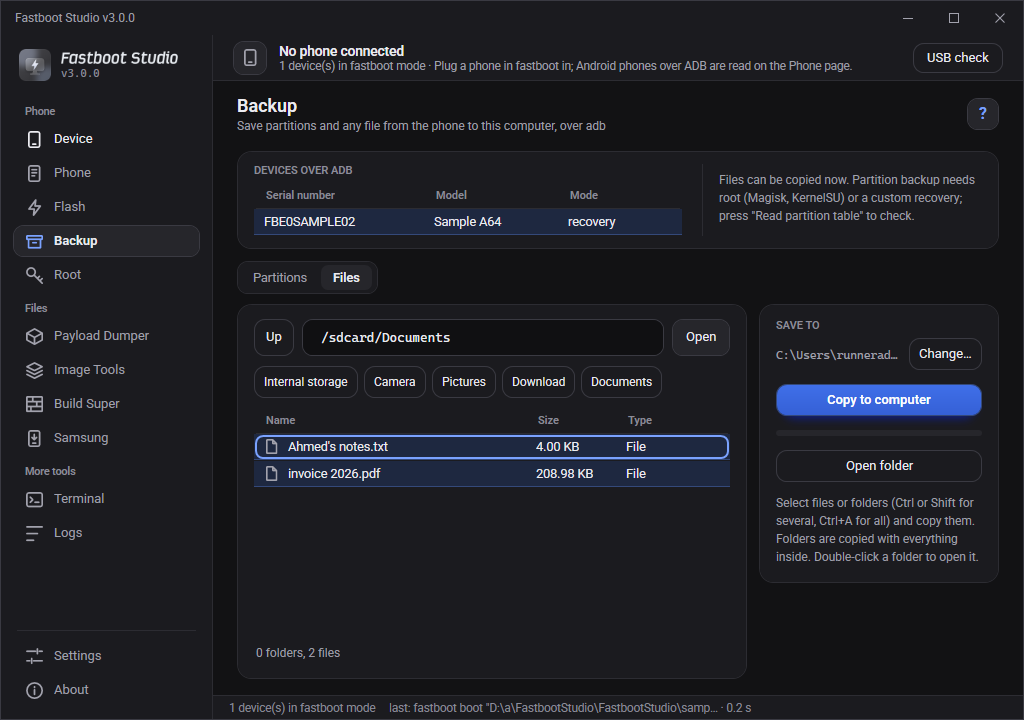 Fastboot Studio v3.0.0
Fastboot Studio
v3.0.0
Phone
Device
Phone
Flash
Backup
Root
Files
Payload Dumper
Image Tools
Build Super
Samsung
More tools
Terminal
Logs
Settings
About
No phone connected
1 device(s) in fastboot mode · Plug a phone in fastboot in; Android phones over ADB are read on the Phone page.
USB check
Backup
Save partitions and any file from the phone to this computer, over adb
?
DEVICES OVER ADB
Serial number Model Mode
FBE0SAMPLE02 Sample A64 recovery
Files can be copied now. Partition backup needs
root (Magisk, KernelSU) or a custom recovery;
press "Read partition table" to check.
Partitions Files
Up /sdcard/Documents Open
Internal storage Camera Pictures Download Documents
Name Size Type
Ahmed's notes.txt 4.00 KB File
invoice 2026.pdf 208.98 KB File
0 folders, 2 files
SAVE TO
C:\Users\runnerad… Change…
Copy to computer
Open folder
Select files or folders (Ctrl or Shift for
several, Ctrl+A for all) and copy them.
Folders are copied with everything
inside. Double-click a folder to open it.
1 device(s) in fastboot mode last: fastboot boot "D:\a\FastbootStudio\FastbootStudio\samp… · 0.2 s